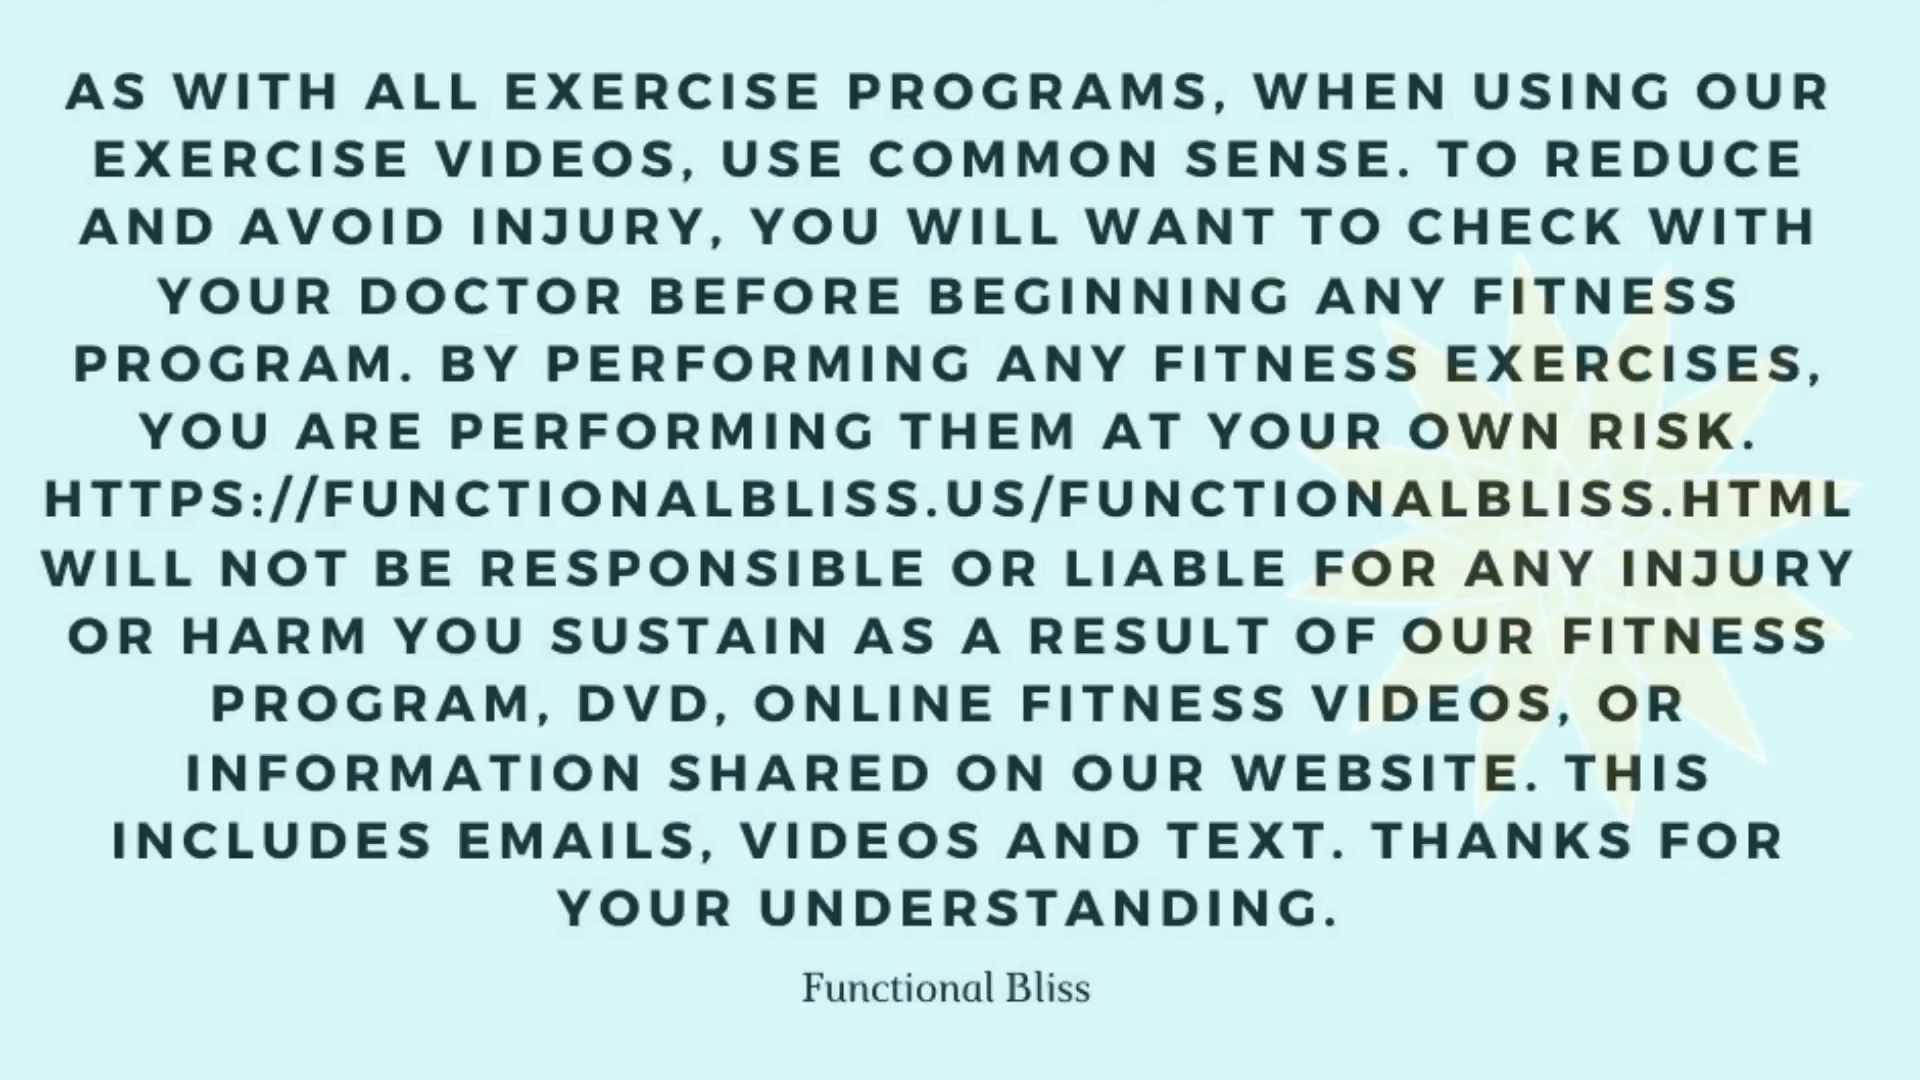 AS WITH ALL EXERCISE PROGRAMS, WHEN USING OUR
EXERCISE VIDEOS, USE COMMON SENSE. TO REDUCE
AND AVOID INJURY, YOU WILL WANT TO CHECK WITH
YOUR DOCTOR BEFORE BEGINNING ANY FITNESS
PROGRAM. BY PERFORMING ANY FITNESS EXERCISES,
YOU ARE PERFORMING THEM AT YOUR OWN RISK.
HTTPS://FUNCTIONALBLISS.US/FUNCTIONALBLISS.HTML
WILL NOT BE RESPONSIBLE OR LIABLE FOR ANY INJURY
OR HARM YOU SUSTAIN AS A RESULT OF OUR FITNESS
PROGRAM, DVD, ONLINE FITNESS VIDEOS, OR
INFORMATION SHARED ON OUR WEBSITE. THIS
INCLUDES EMAILS, VIDEOS AND TEXT. THANKS FOR
YOUR UNDERSTANDING.
Functional Bliss